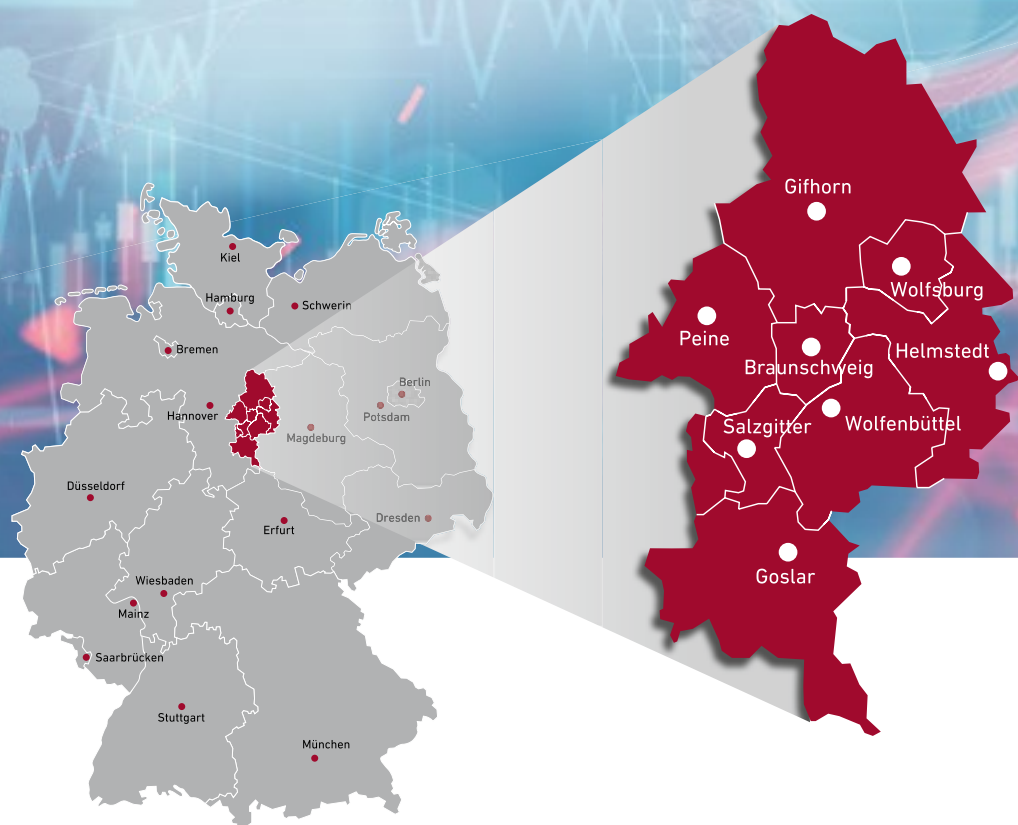 Kiel
Hamburg
Schwerin
Bremen
Berlin
Potsdam
Hannover
Magdeburg
Düsseldorf
Dresden
Erfurt
Wiesbaden
Mainz
Saarbrücken
Stuttgart
München
Gifhorn
Wolfsburg
Peine
Helmstedt
Braunschweig
Salzgitter
Wolfenbüttel
Goslar